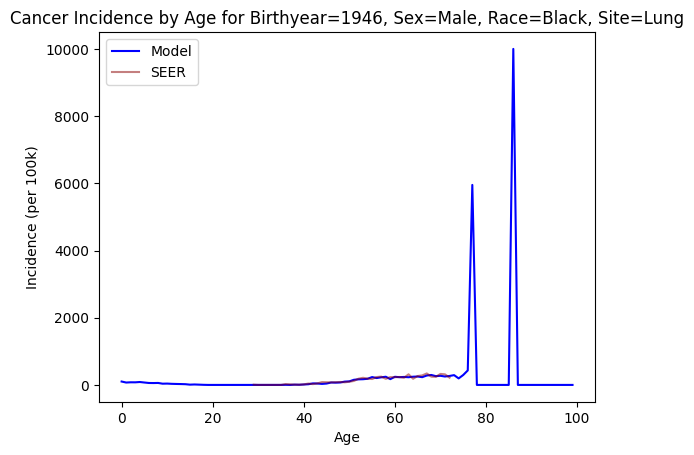 Cancer Incidence by Age for Birthyear=1946, Sex=Male, Race=Black, Site=Lung
Model
SEER
10000
8000
6000
4000
2000
0
Incidence (per 100k)
0 20 40 60 80 100
Age